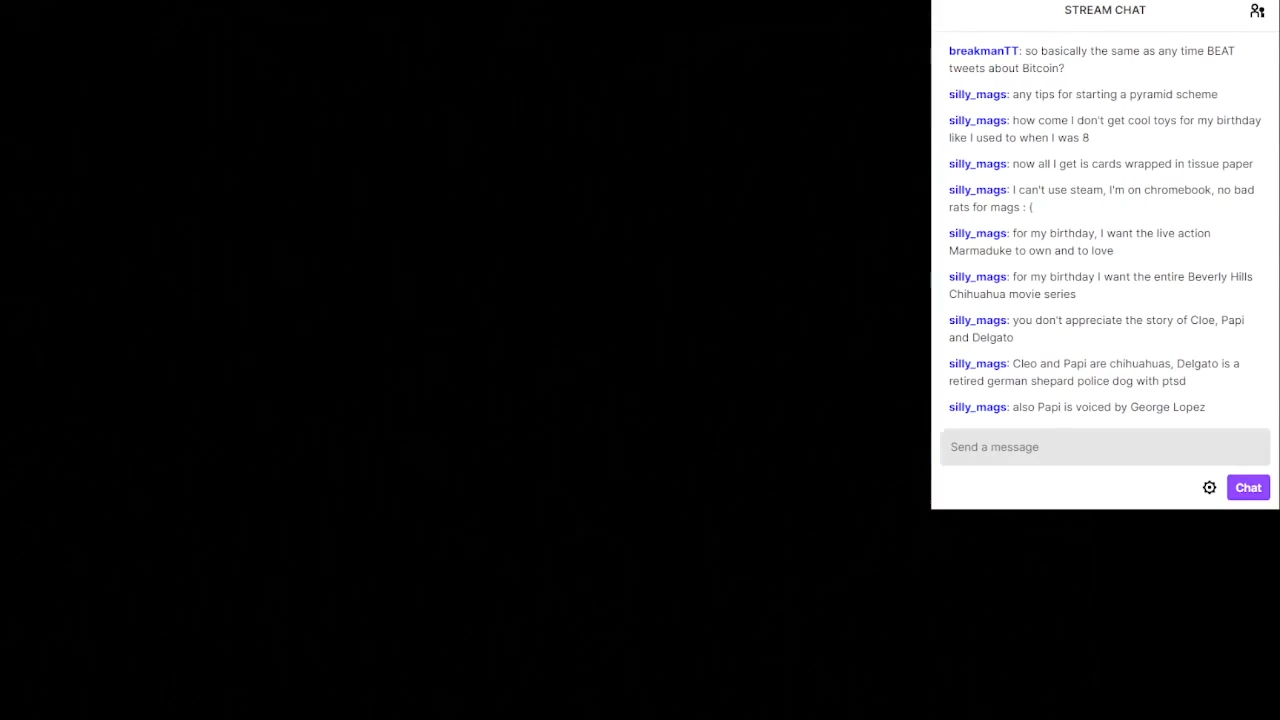 STREAM CHAT
breakmanTT: so basically the same as any time BEAT
tweets about Bitcoin?
silly_mags: any tips for starting a pyramid scheme
silly_mags: how come I don't get cool toys for my birthday
like I used to when I was 8
silly_mags: now all I get is cards wrapped in tissue paper
silly_mags: I can't use steam, I'm on chromebook, no bad
rats for mags : (
silly_mags: for my birthday, I want the live action
Marmaduke to own and to love
silly_mags: for my birthday I want the entire Beverly Hills
Chihuahua movie series
silly_mags: you don't appreciate the story of Cloe, Papi
and Delgato
silly_mags: Cleo and Papi are chihuahuas, Delgato is a
retired german shepard police dog with ptsd
silly_mags: also Papi is voiced by George Lopez
Send a message
Chat